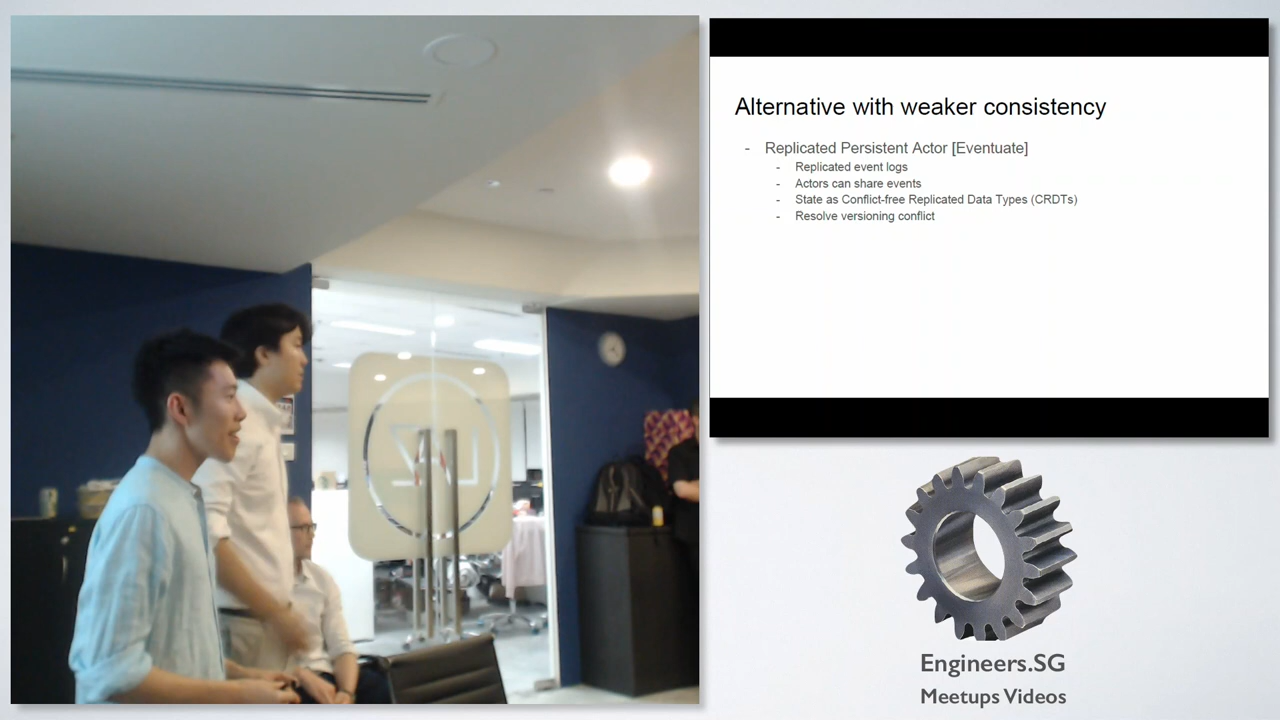 Alternative with weaker consistency
- Replicated Persistent Actor [Eventuate]
- Replicated event logs
- Actors can share events
- State as Conflict-free Replicated Data Types (CRDTs)
- Resolve versioning conflict
Engineers.SG
Meetups Videos